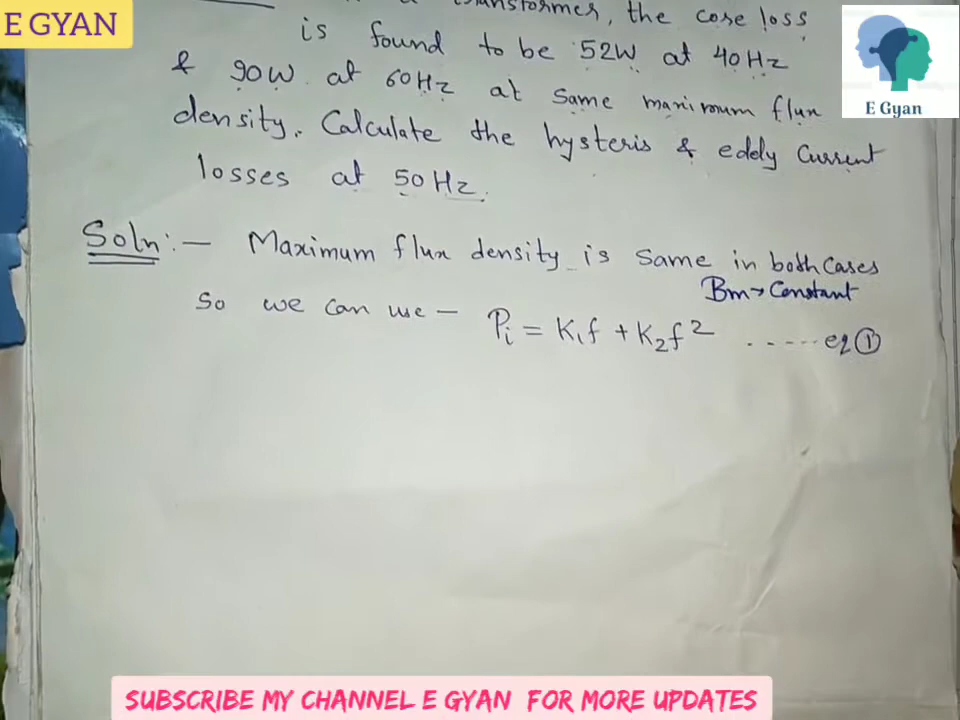 E GYAN
transformer, the core loss
is found to be 52W at 40Hz
& 90W at 60Hz at same maximum flux
density. Calculate the hysteris & eddy Current
losses at 50Hz.
E Gyan
Soln:- Maximum flux density is same in both cases
Bm→Constant
So we can use — Pi = K1f + K2f² ......eq①
SUBSCRIBE MY CHANNEL E GYAN FOR MORE UPDATES